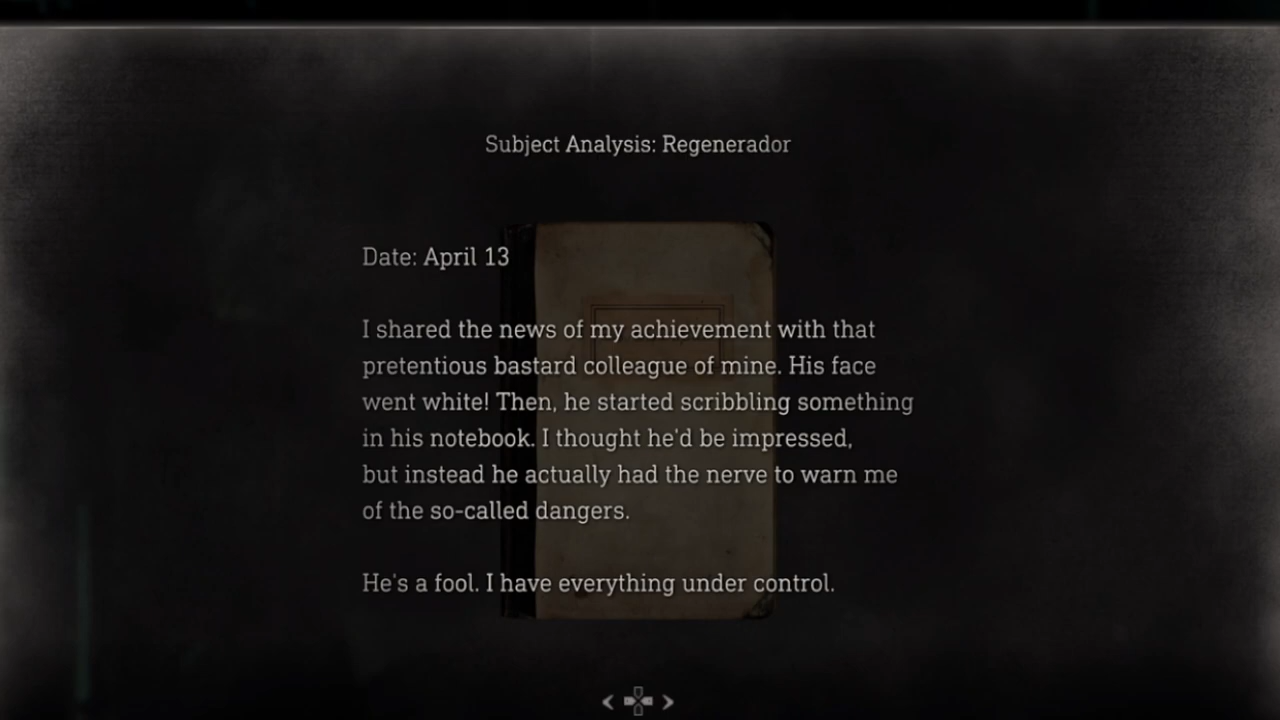 Subject Analysis: Regenerador
Date: April 13
I shared the news of my achievement with that
pretentious bastard colleague of mine. His face
went white! Then, he started scribbling something
in his notebook. I thought he'd be impressed,
but instead he actually had the nerve to warn me
of the so-called dangers.
He's a fool. I have everything under control.